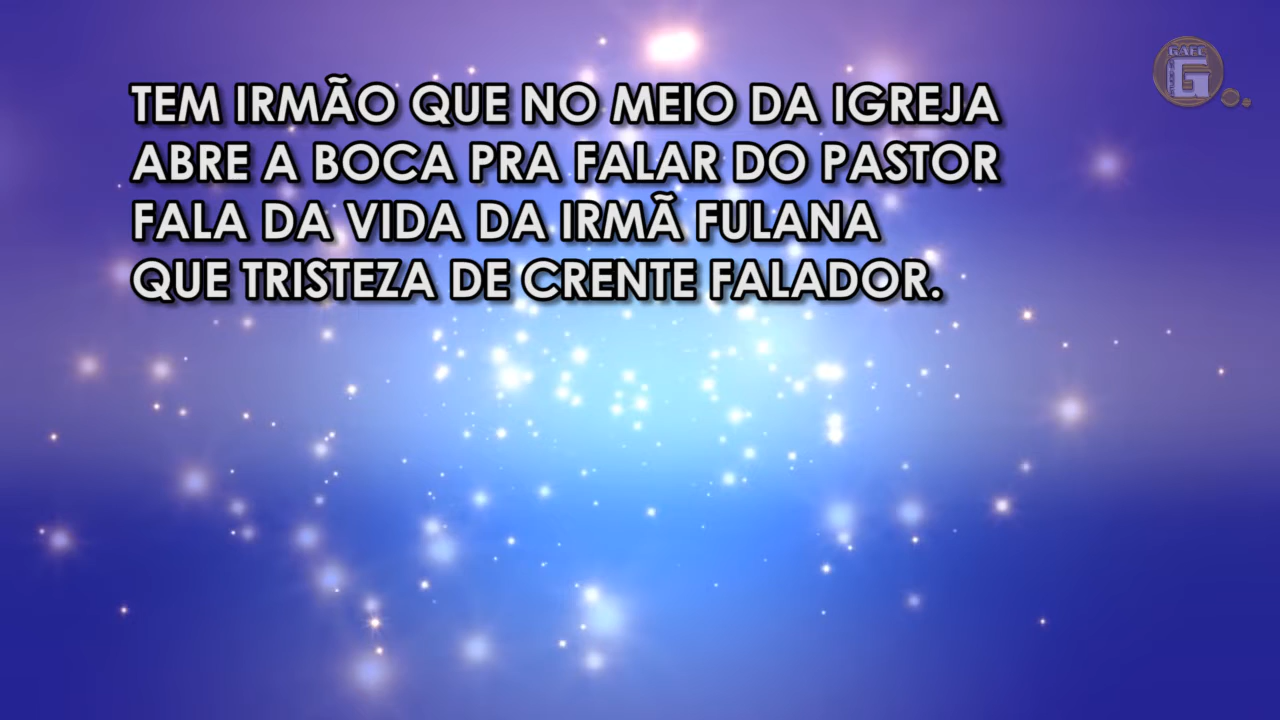 TEM IRMÃO QUE NO MEIO DA IGREJA
ABRE A BOCA PRA FALAR DO PASTOR
FALA DA VIDA DA IRMÃ FULANA
QUE TRISTEZA DE CRENTE FALADOR.
G